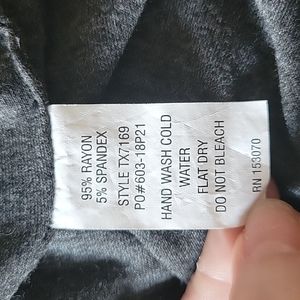 95% RAYON
5% SPANDEX
STYLE TX7169
PO#603-18P21
HAND WASH COLD
WATER
FLAT DRY
DO NOT BLEACH
RN 153070